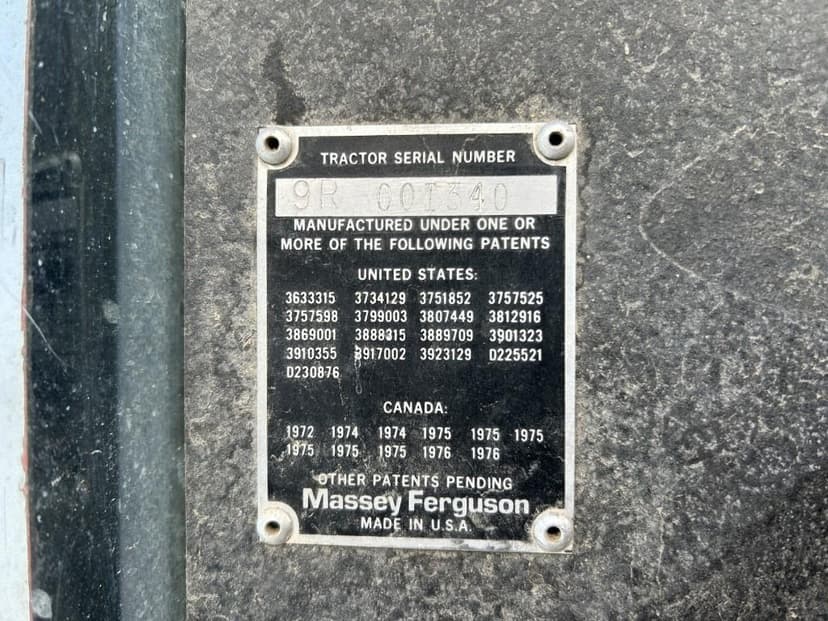 TRACTOR SERIAL NUMBER
9R 001340
MANUFACTURED UNDER ONE OR
MORE OF THE FOLLOWING PATENTS
UNITED STATES:
3633315 3734129 3751852 3757525
3757598 3799003 3807449 3812916
3869001 3888315 3889709 3901323
3910355 3917002 3923129 D225521
D230876
CANADA:
1972 1974 1974 1975 1975 1975
1975 1975 1975 1976 1976
OTHER PATENTS PENDING
Massey Ferguson
MADE IN U.S.A.